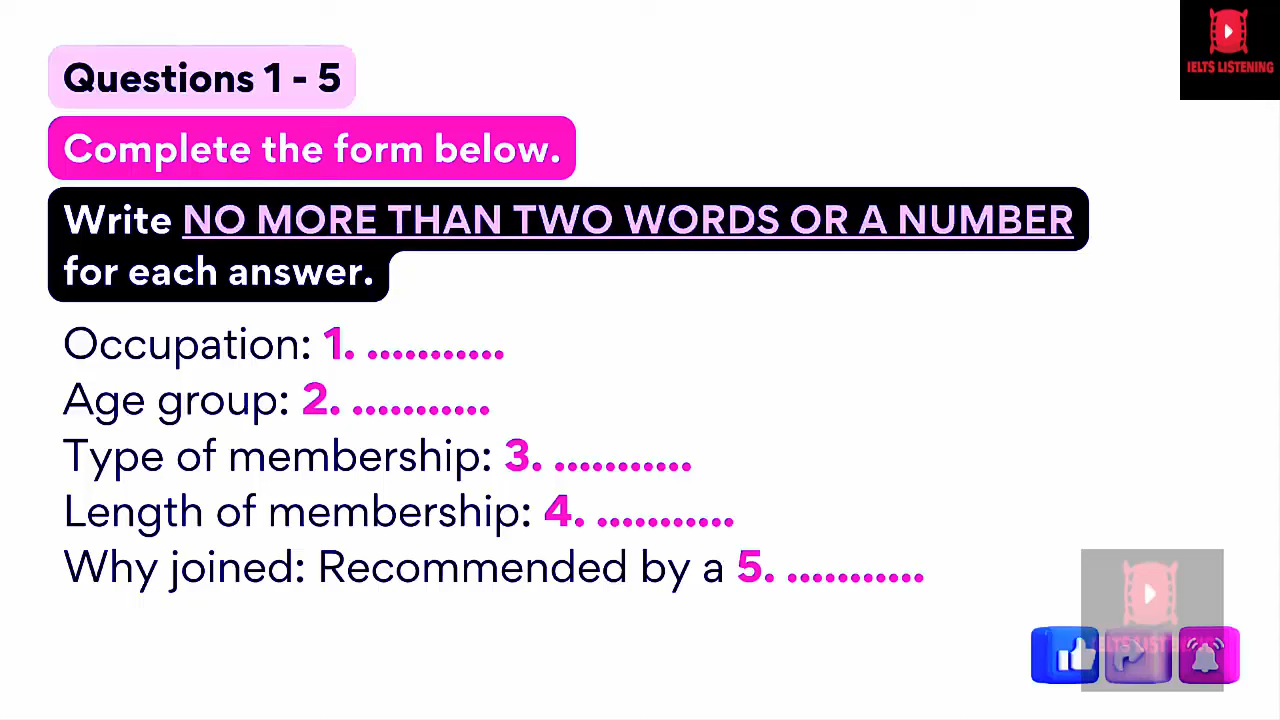 IELTS LISTENING
Questions 1 - 5
Complete the form below.
Write NO MORE THAN TWO WORDS OR A NUMBER
for each answer.
Occupation: 1. ...........
Age group: 2. ...........
Type of membership: 3. ...........
Length of membership: 4. ...........
Why joined: Recommended by a 5. ...........
IELTS LISTENING